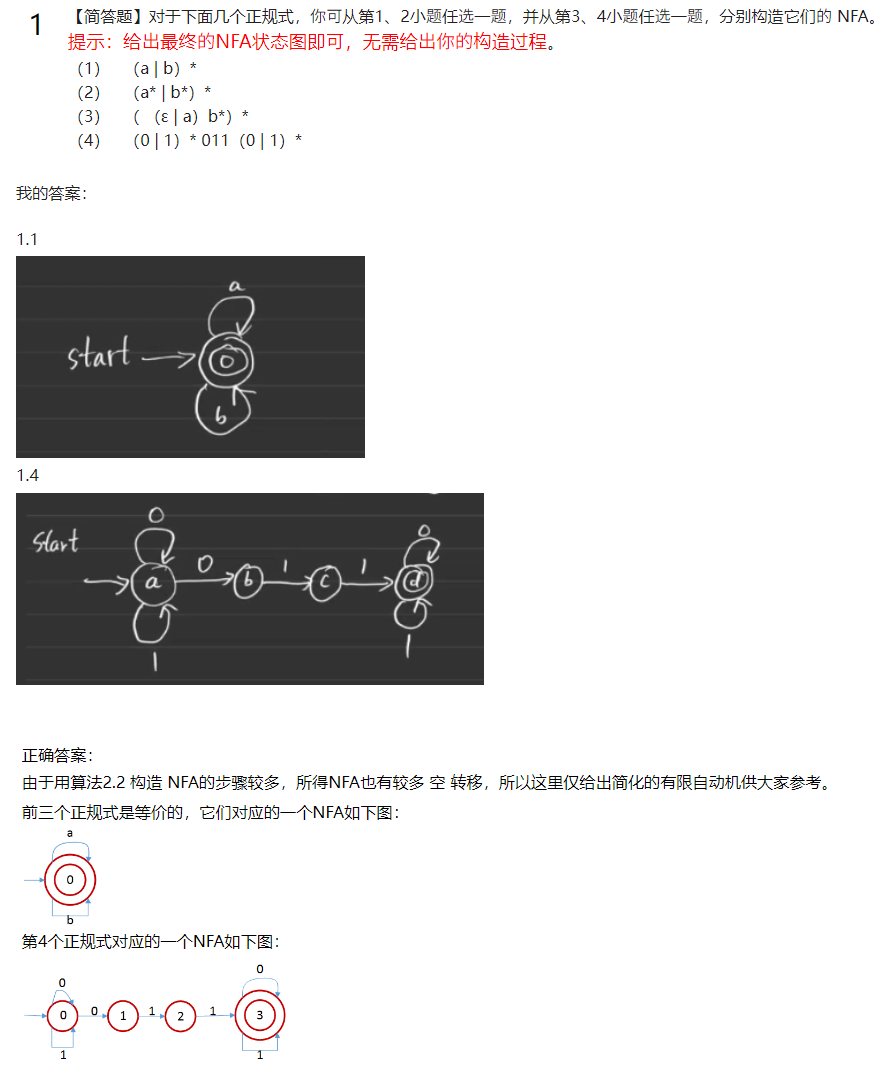 1 【简答题】对于下面几个正规式，你可从第1、2小题任选一题，并从第3、4小题任选一题，分别构造它们的 NFA。
提示：给出最终的NFA状态图即可，无需给出你的构造过程。
（1） （a | b）*
（2） （a* | b*）*
（3） （ （ε | a）b*）*
（4） （0 | 1）* 011（0 | 1）*
我的答案：
1.1
a
start
0
b
1.4
0
0
start
0
1
1
a
b
c
d
1
1
正确答案：
由于用算法2.2 构造 NFA的步骤较多，所得NFA也有较多 空 转移，所以这里仅给出简化的有限自动机供大家参考。
前三个正规式是等价的，它们对应的一个NFA如下图：
a
0
b
第4个正规式对应的一个NFA如下图：
0
0
0 0 1 1 2 1 3
1
1